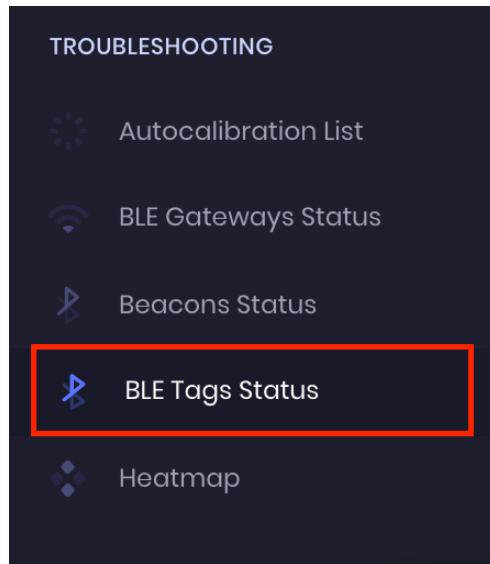 TROUBLESHOOTING
Autocalibration List
BLE Gateways Status
Beacons Status
BLE Tags Status
Heatmap